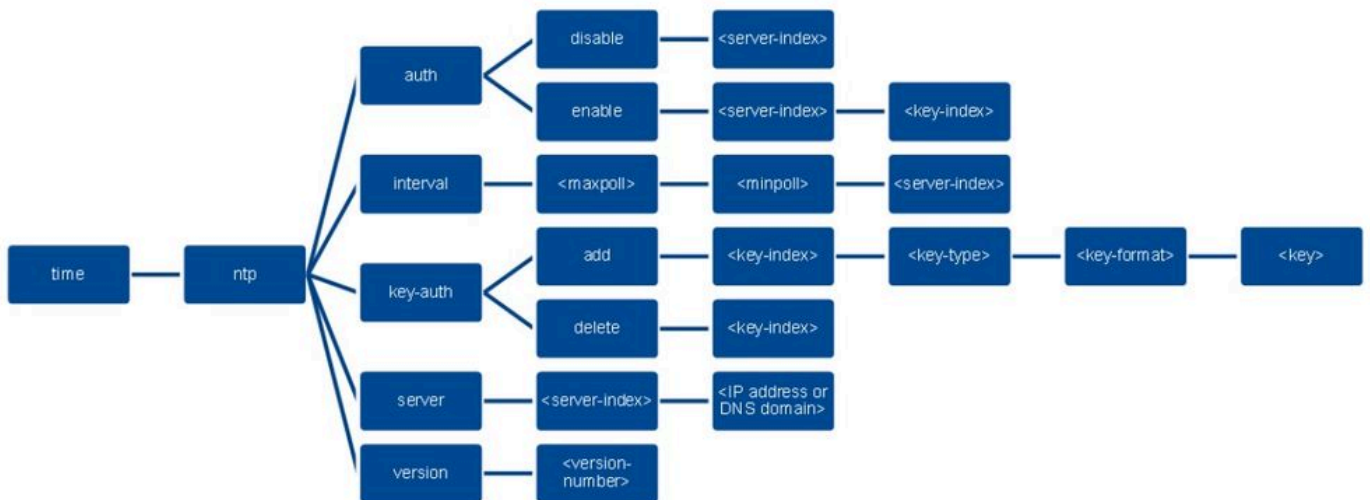 disable
<server-index>
auth
enable
<server-index>
<key-index>
interval
<maxpoll>
<minpoll>
<server-index>
time
ntp
add
<key-index>
<key-type>
<key-format>
<key>
key-auth
delete
<key-index>
server
<server-index>
<IP address or
DNS domain>
version
<version-
number>